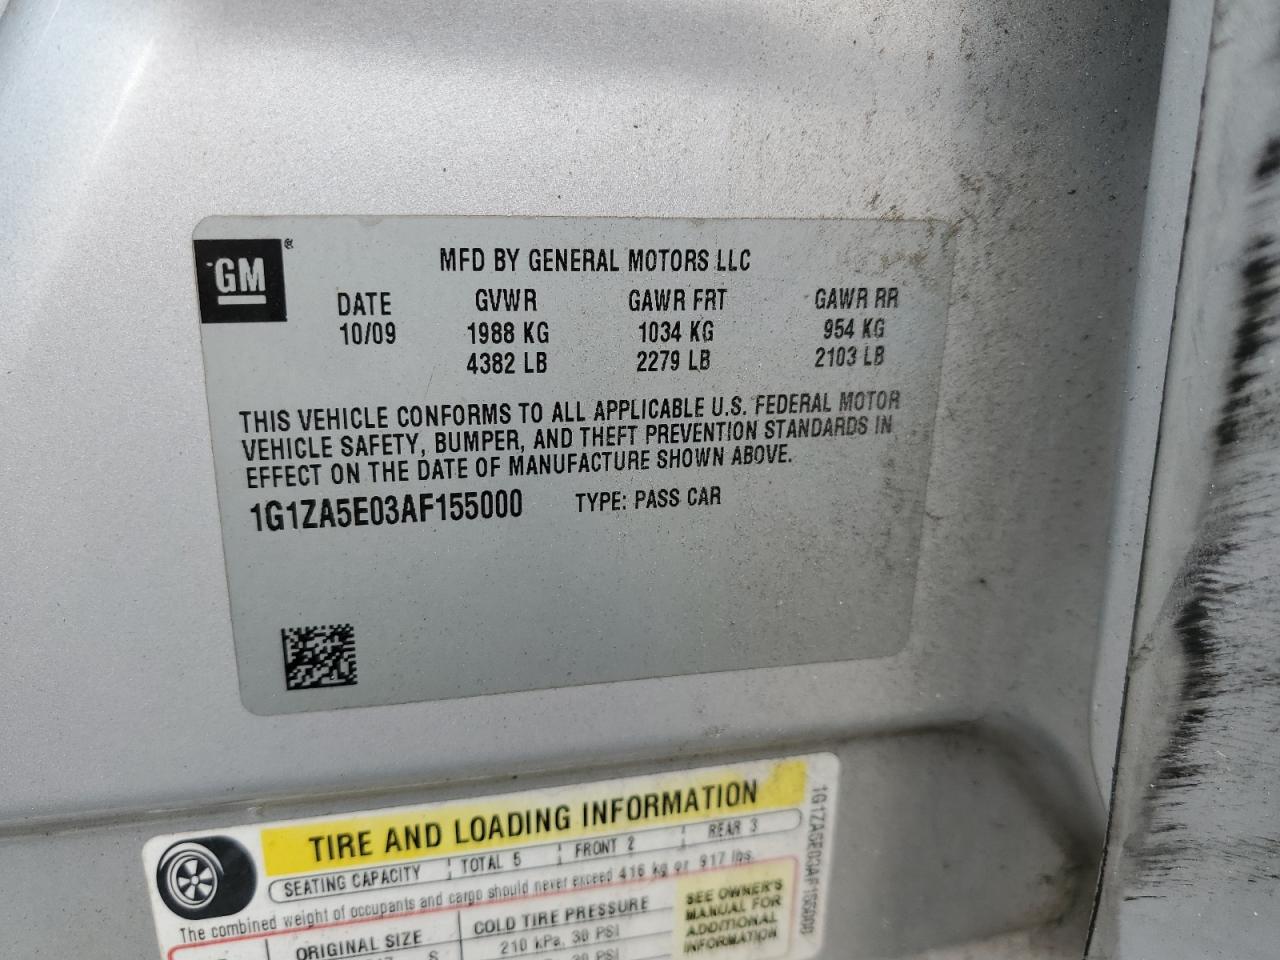 GM ®
MFD BY GENERAL MOTORS LLC
DATE GVWR GAWR FRT GAWR RR
10/09 1988 KG 1034 KG 954 KG
4382 LB 2279 LB 2103 LB
THIS VEHICLE CONFORMS TO ALL APPLICABLE U.S. FEDERAL MOTOR
VEHICLE SAFETY, BUMPER, AND THEFT PREVENTION STANDARDS IN
EFFECT ON THE DATE OF MANUFACTURE SHOWN ABOVE.
1G1ZA5E03AF155000 TYPE: PASS CAR
TIRE AND LOADING INFORMATION
SEATING CAPACITY TOTAL 5 FRONT 2 REAR 3
The combined weight of occupants and cargo should never exceed 416 kg or 917 lbs.
ORIGINAL SIZE COLD TIRE PRESSURE
210 kPa, 30 PSI
30 PSI
SEE OWNER'S
MANUAL FOR
ADDITIONAL
INFORMATION
1G1ZA5E03AF155000